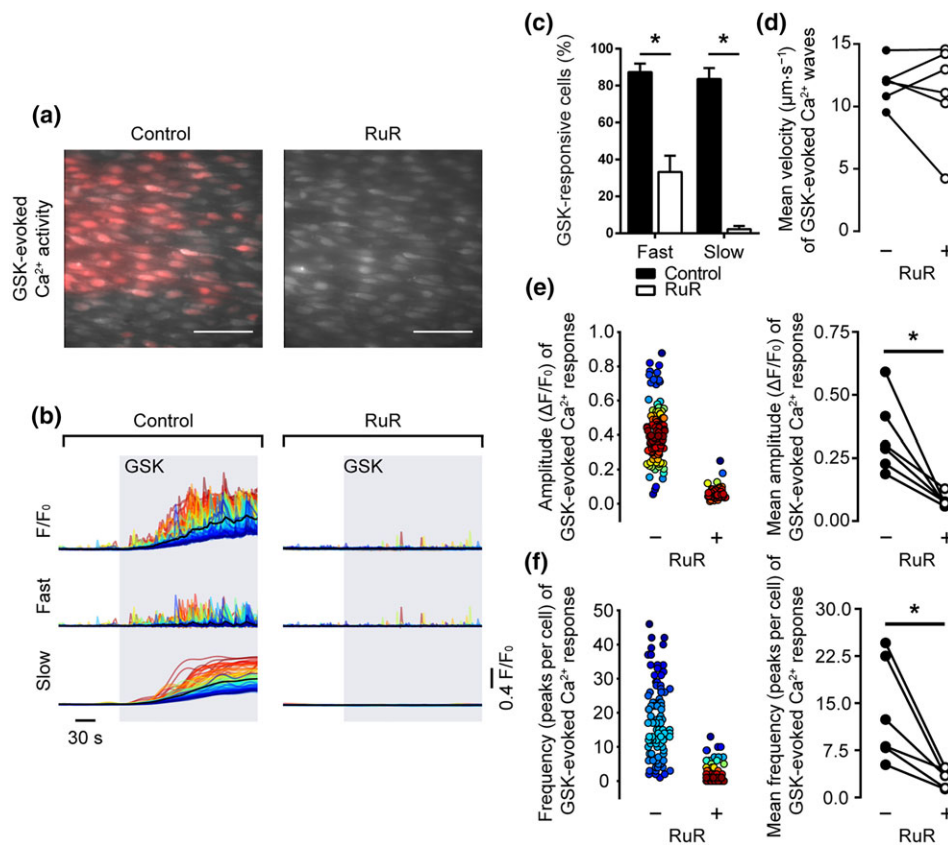 (a)
Control
RuR
GSK-evoked
Ca²⁺ activity
(b)
Control
RuR
GSK
GSK
F/F₀
Fast
Slow
30 s
0.4 F/F₀
(c)
GSK-responsive cells (%)
100
80
60
40
20
0
*
*
Fast
Slow
Control
RuR
(d)
Mean velocity (μm·s⁻¹)
of GSK-evoked Ca²⁺ waves
15
10
5
0
−
+
RuR
(e)
Amplitude (ΔF/F₀) of
GSK-evoked Ca²⁺ response
1.0
0.8
0.6
0.4
0.2
0.0
−
+
RuR
Mean amplitude (ΔF/F₀) of
GSK-evoked Ca²⁺ response
0.75
0.50
0.25
0.00
*
−
+
RuR
(f)
Frequency (peaks per cell) of
GSK-evoked Ca²⁺ response
50
40
30
20
10
0
−
+
RuR
Mean frequency (peaks per cell) of
GSK-evoked Ca²⁺ response
30.0
22.5
15.0
7.5
0.0
*
−
+
RuR